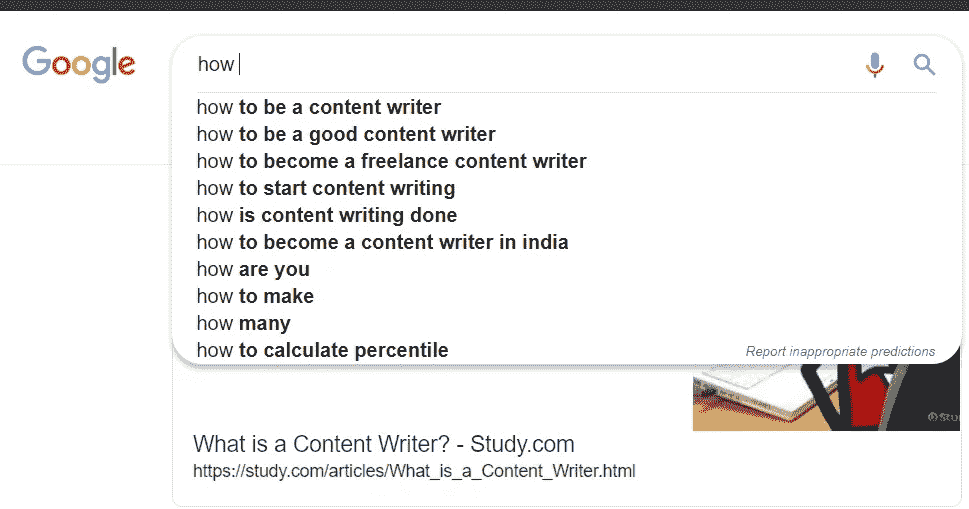 Google
how
how to be a content writer
how to be a good content writer
how to become a freelance content writer
how to start content writing
how is content writing done
how to become a content writer in india
how are you
how to make
how many
how to calculate percentile
Report inappropriate predictions
What is a Content Writer? - Study.com
https://study.com/articles/What_is_a_Content_Writer.html